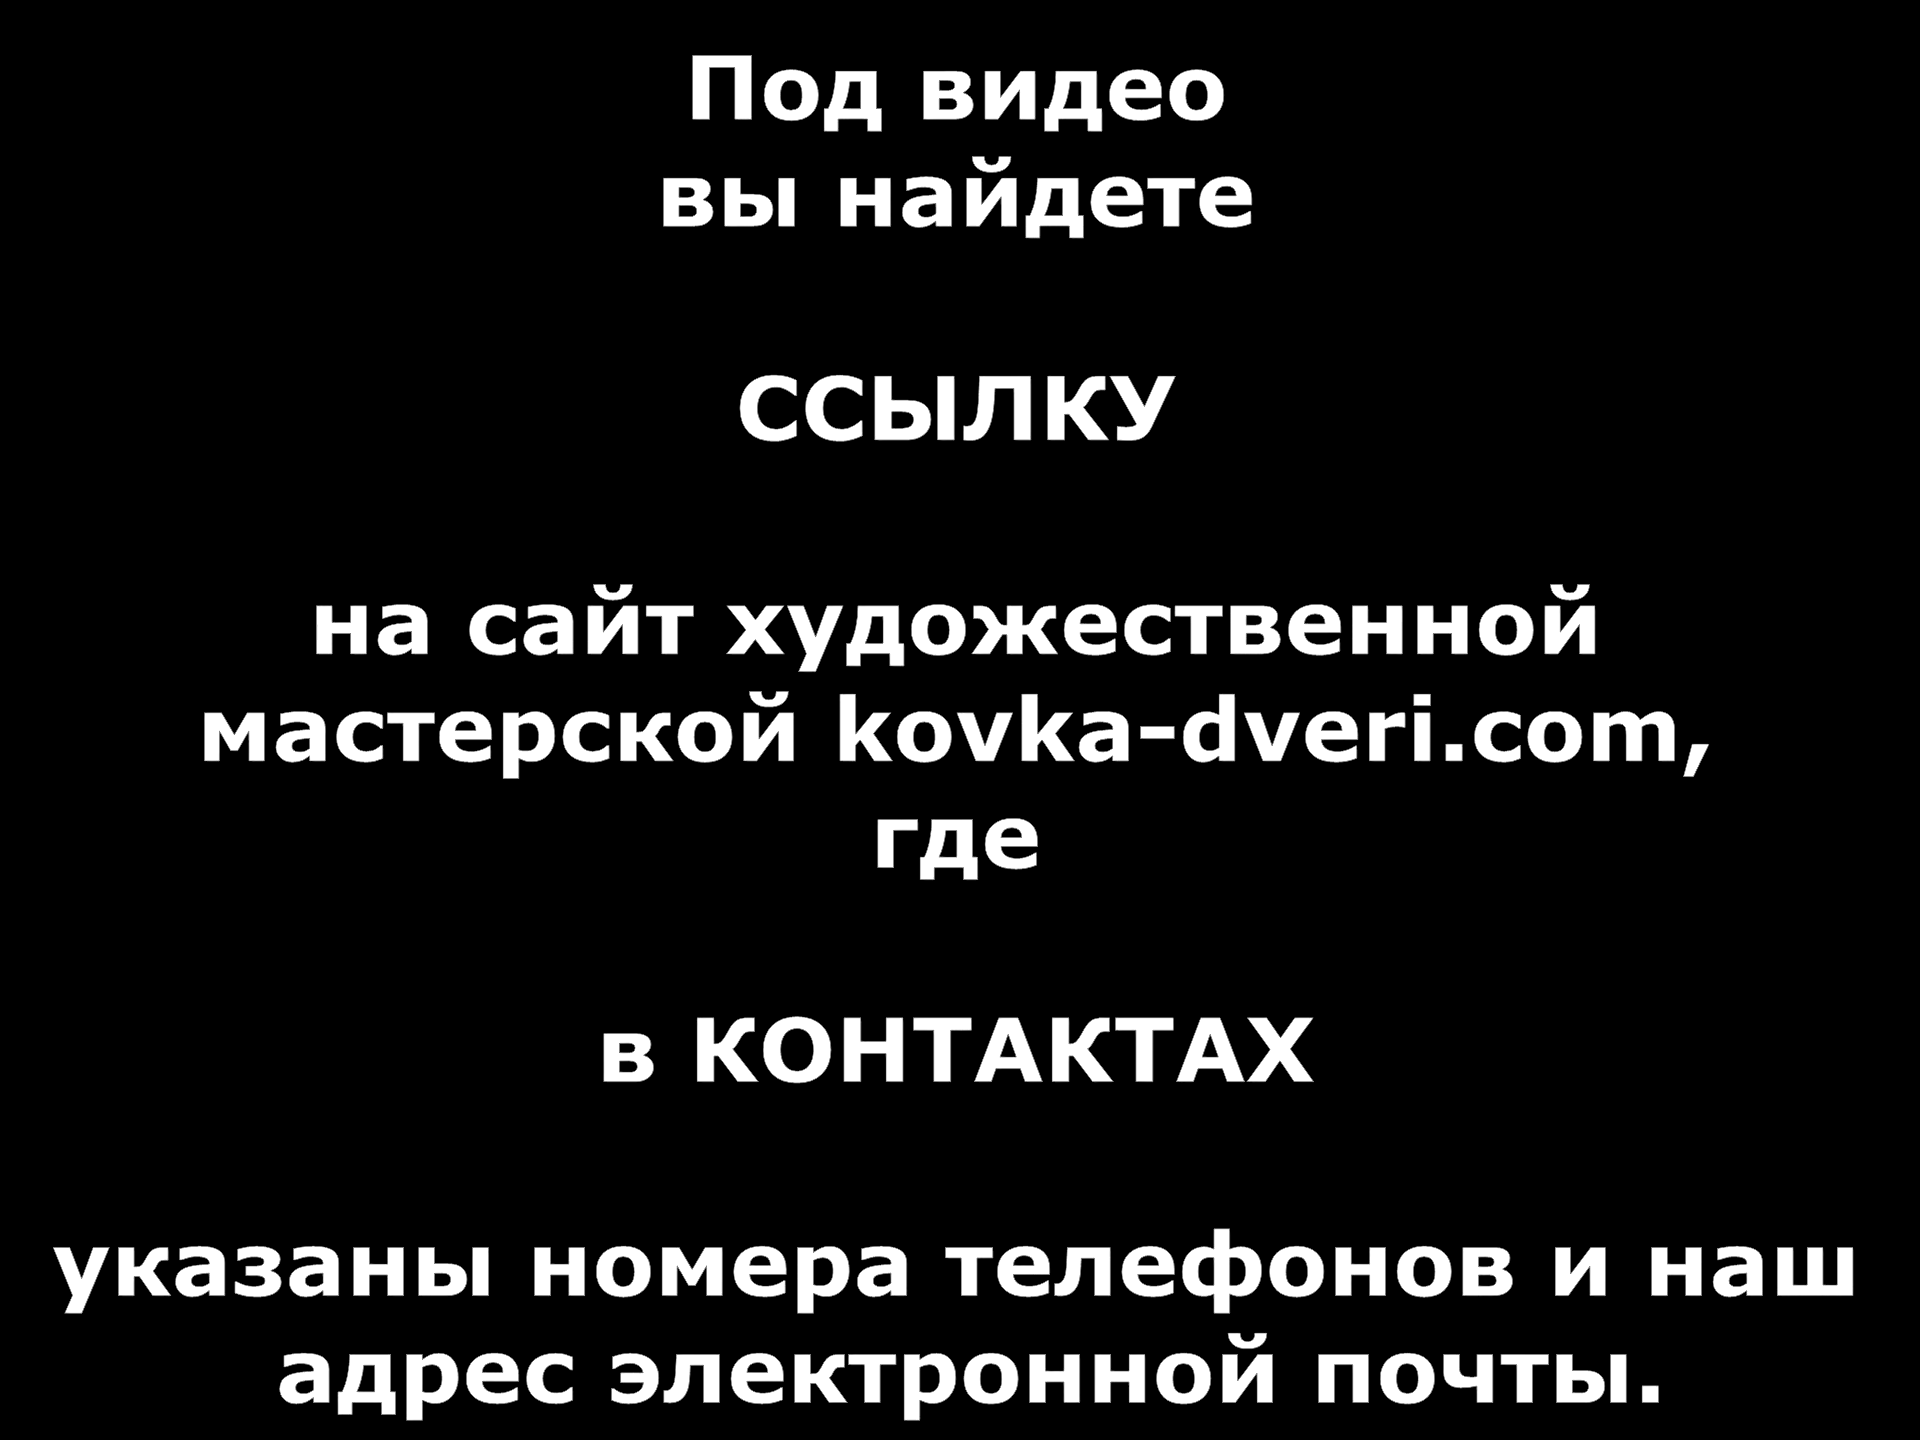 Под видео
вы найдете
ССЫЛКУ
на сайт художественной
мастерской kovka-dveri.com,
где
в КОНТАКТАХ
указаны номера телефонов и наш
адрес электронной почты.